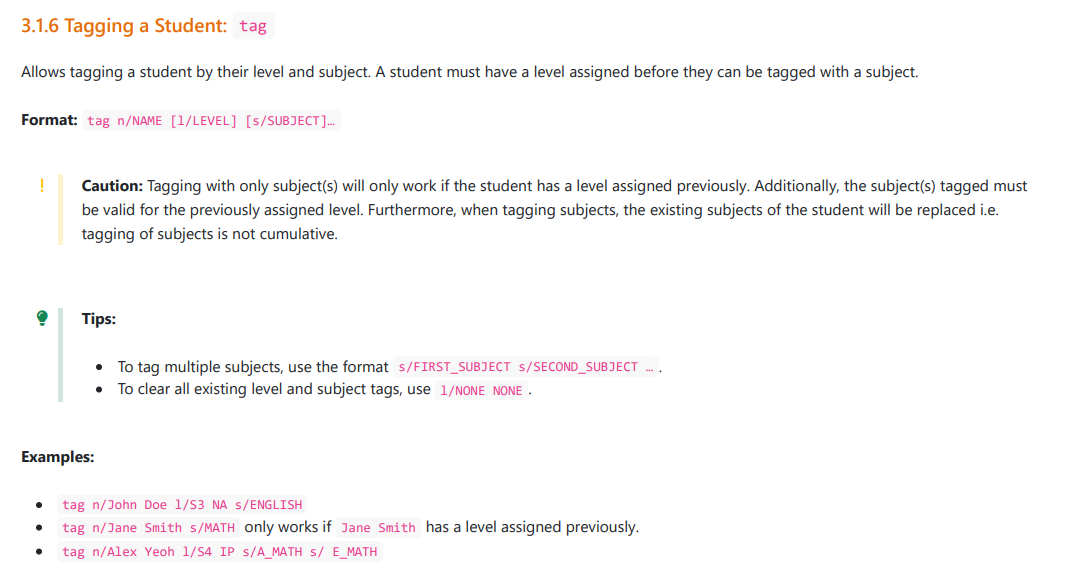 3.1.6 Tagging a Student: tag
Allows tagging a student by their level and subject. A student must have a level assigned before they can be tagged with a subject.
Format: tag n/NAME [l/LEVEL] [s/SUBJECT]…
! Caution: Tagging with only subject(s) will only work if the student has a level assigned previously. Additionally, the subject(s) tagged must
be valid for the previously assigned level. Furthermore, when tagging subjects, the existing subjects of the student will be replaced i.e.
tagging of subjects is not cumulative.
Tips:
• To tag multiple subjects, use the format s/FIRST_SUBJECT s/SECOND_SUBJECT … .
• To clear all existing level and subject tags, use l/NONE NONE .
Examples:
• tag n/John Doe l/S3 NA s/ENGLISH
• tag n/Jane Smith s/MATH only works if Jane Smith has a level assigned previously.
• tag n/Alex Yeoh l/S4 IP s/A_MATH s/ E_MATH